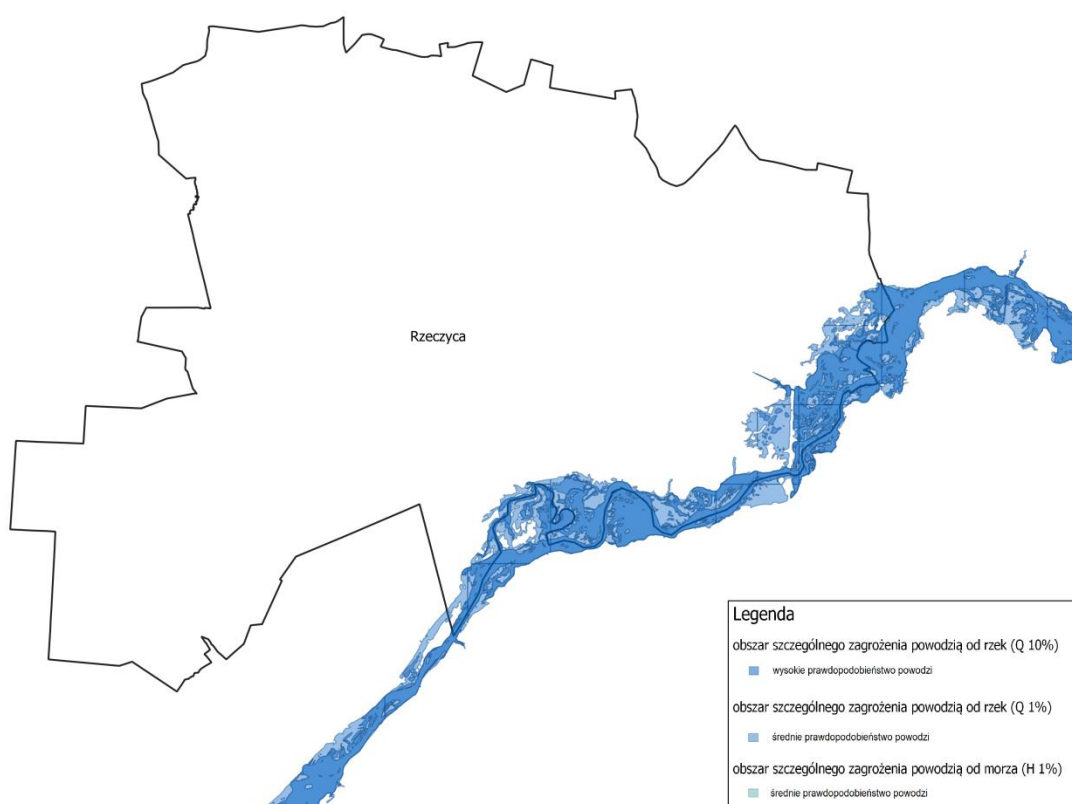 Rzeczyca
Legenda
obszar szczególnego zagrożenia powodzią od rzek (Q 10%)
wysokie prawdopodobieństwo powodzi
obszar szczególnego zagrożenia powodzią od rzek (Q 1%)
średnie prawdopodobieństwo powodzi
obszar szczególnego zagrożenia powodzią od morza (H 1%)
średnie prawdopodobieństwo powodzi